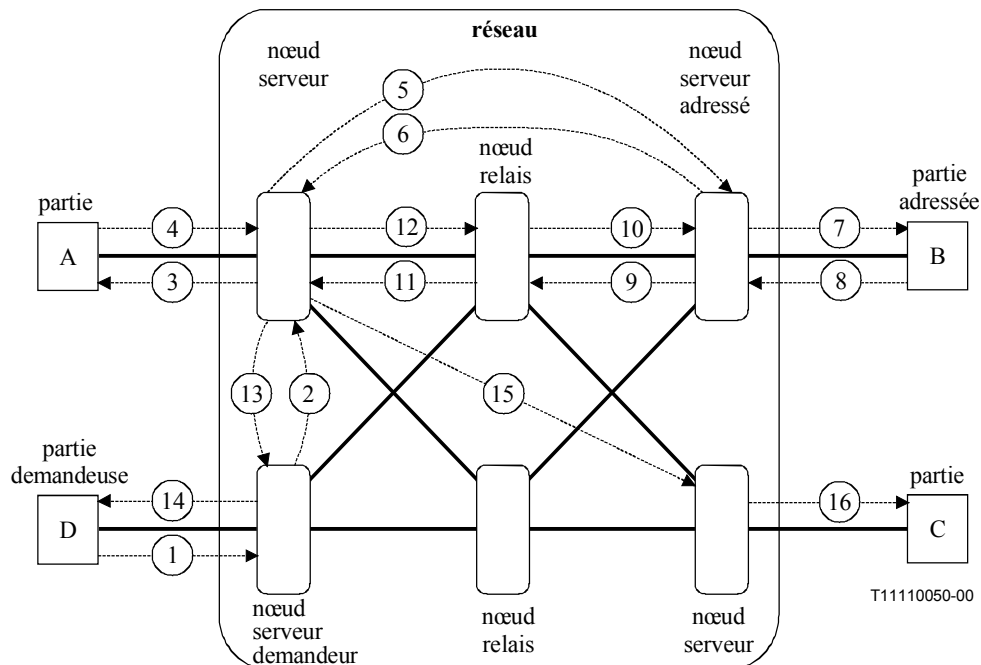 réseau
nœud
serveur
nœud
serveur
adressé
5
6
nœud
relais
partie
partie
adressée
4
12
10
7
A
B
3
11
9
8
13
2
15
partie
demandeuse
partie
14
16
D
C
1
T11110050-00
nœud
serveur
demandeur
nœud
relais
nœud
serveur